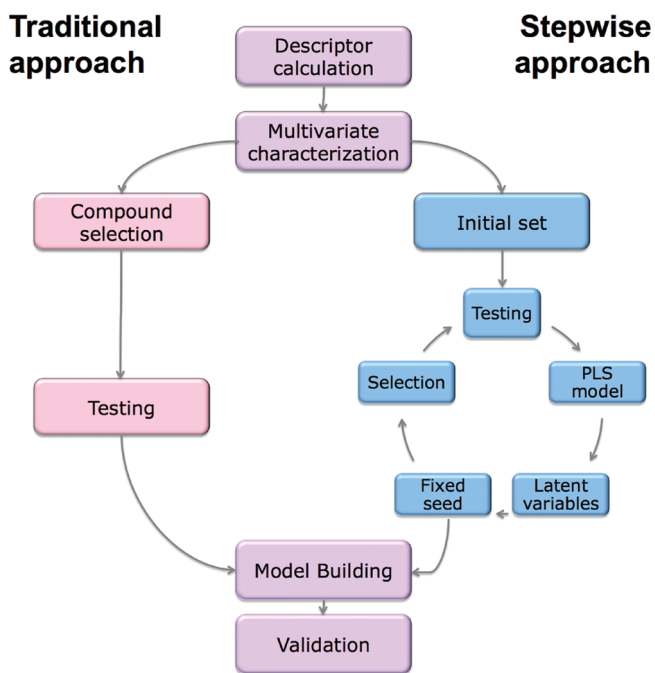 Traditional
approach
Stepwise
approach
Descriptor
calculation
Multivariate
characterization
Compound
selection
Initial set
Testing
Selection
PLS
model
Testing
Fixed
seed
Latent
variables
Model Building
Validation